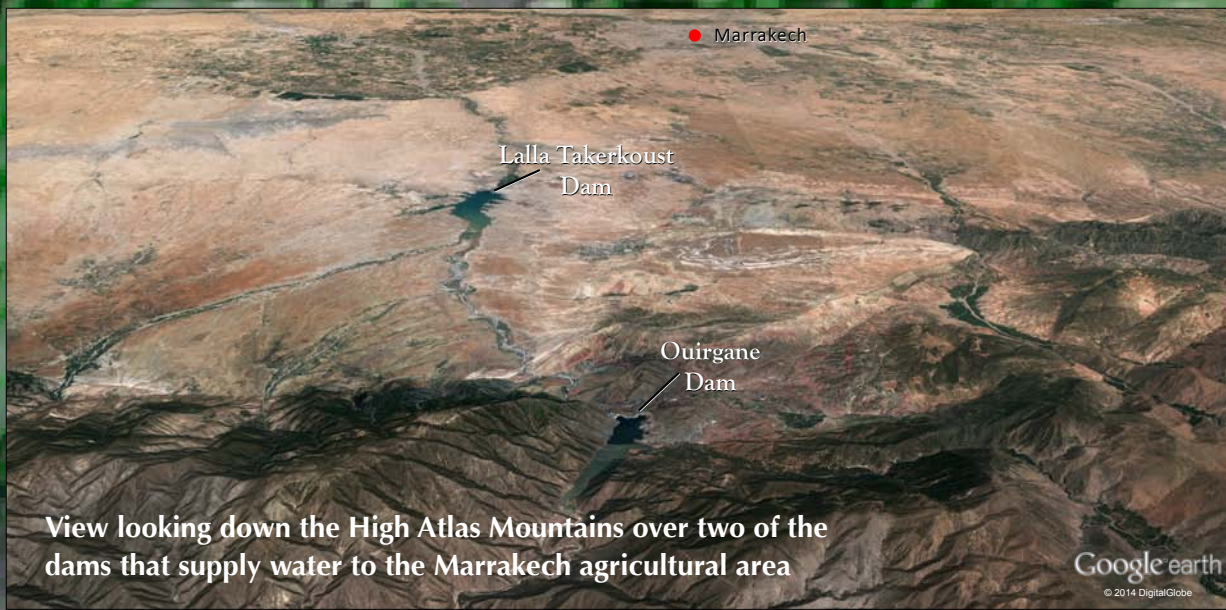 Marrakech
Lalla Takerkoust
Dam
Ouirgane
Dam
View looking down the High Atlas Mountains over two of the
dams that supply water to the Marrakech agricultural area
Google earth
© 2014 DigitalGlobe